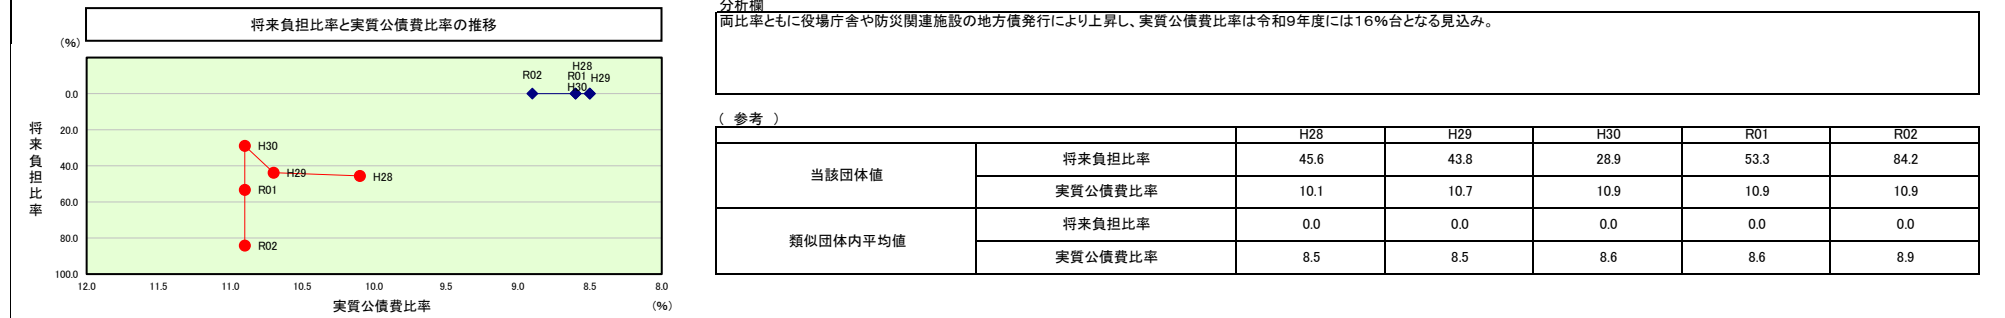 将来負担比率と実質公債費比率の推移
(%)
将来負担比率
0.0
20.0
40.0
60.0
80.0
100.0
12.0 11.5 11.0 10.5 10.0 9.5 9.0 8.5 8.0
実質公債費比率
(%)
H28
R02 R01 H29
H30
H30
H29 H28
R01
R02
分析欄
両比率ともに役場庁舎や防災関連施設の地方債発行により上昇し、実質公債費比率は令和9年度には16%台となる見込み。
( 参考 )
H28 H29 H30 R01 R02
当該団体値
将来負担比率 45.6 43.8 28.9 53.3 84.2
実質公債費比率 10.1 10.7 10.9 10.9 10.9
類似団体内平均値
将来負担比率 0.0 0.0 0.0 0.0 0.0
実質公債費比率 8.5 8.5 8.6 8.6 8.9